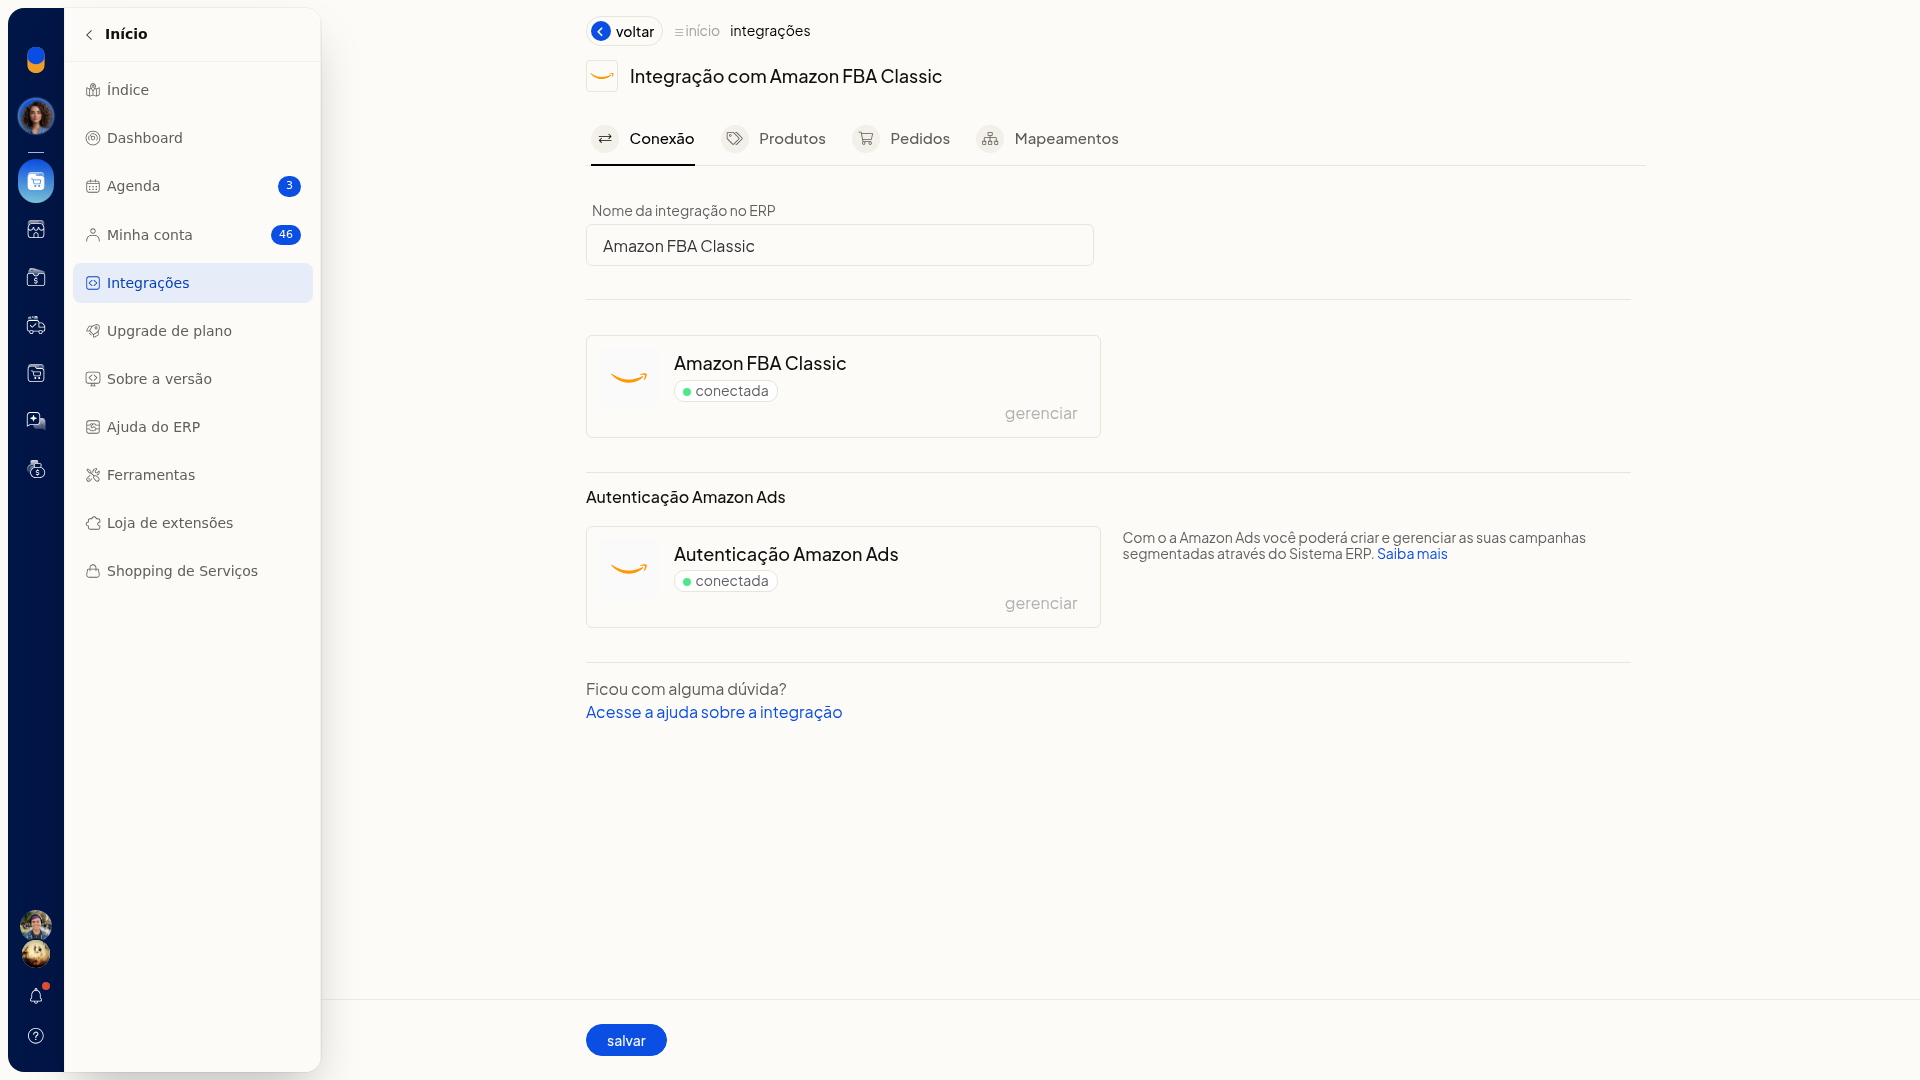 Início
Índice
Dashboard
Agenda
3
Minha conta
46
Integrações
Upgrade de plano
Sobre a versão
Ajuda do ERP
Ferramentas
Loja de extensões
Shopping de Serviços
voltar
início
integrações
Integração com Amazon FBA Classic
Conexão
Produtos
Pedidos
Mapeamentos
Nome da integração no ERP
Amazon FBA Classic
Amazon FBA Classic
conectada
gerenciar
Autenticação Amazon Ads
Autenticação Amazon Ads
conectada
gerenciar
Com o a Amazon Ads você poderá criar e gerenciar as suas campanhas
segmentadas através do Sistema ERP. Saiba mais
Ficou com alguma dúvida?
Acesse a ajuda sobre a integração
salvar